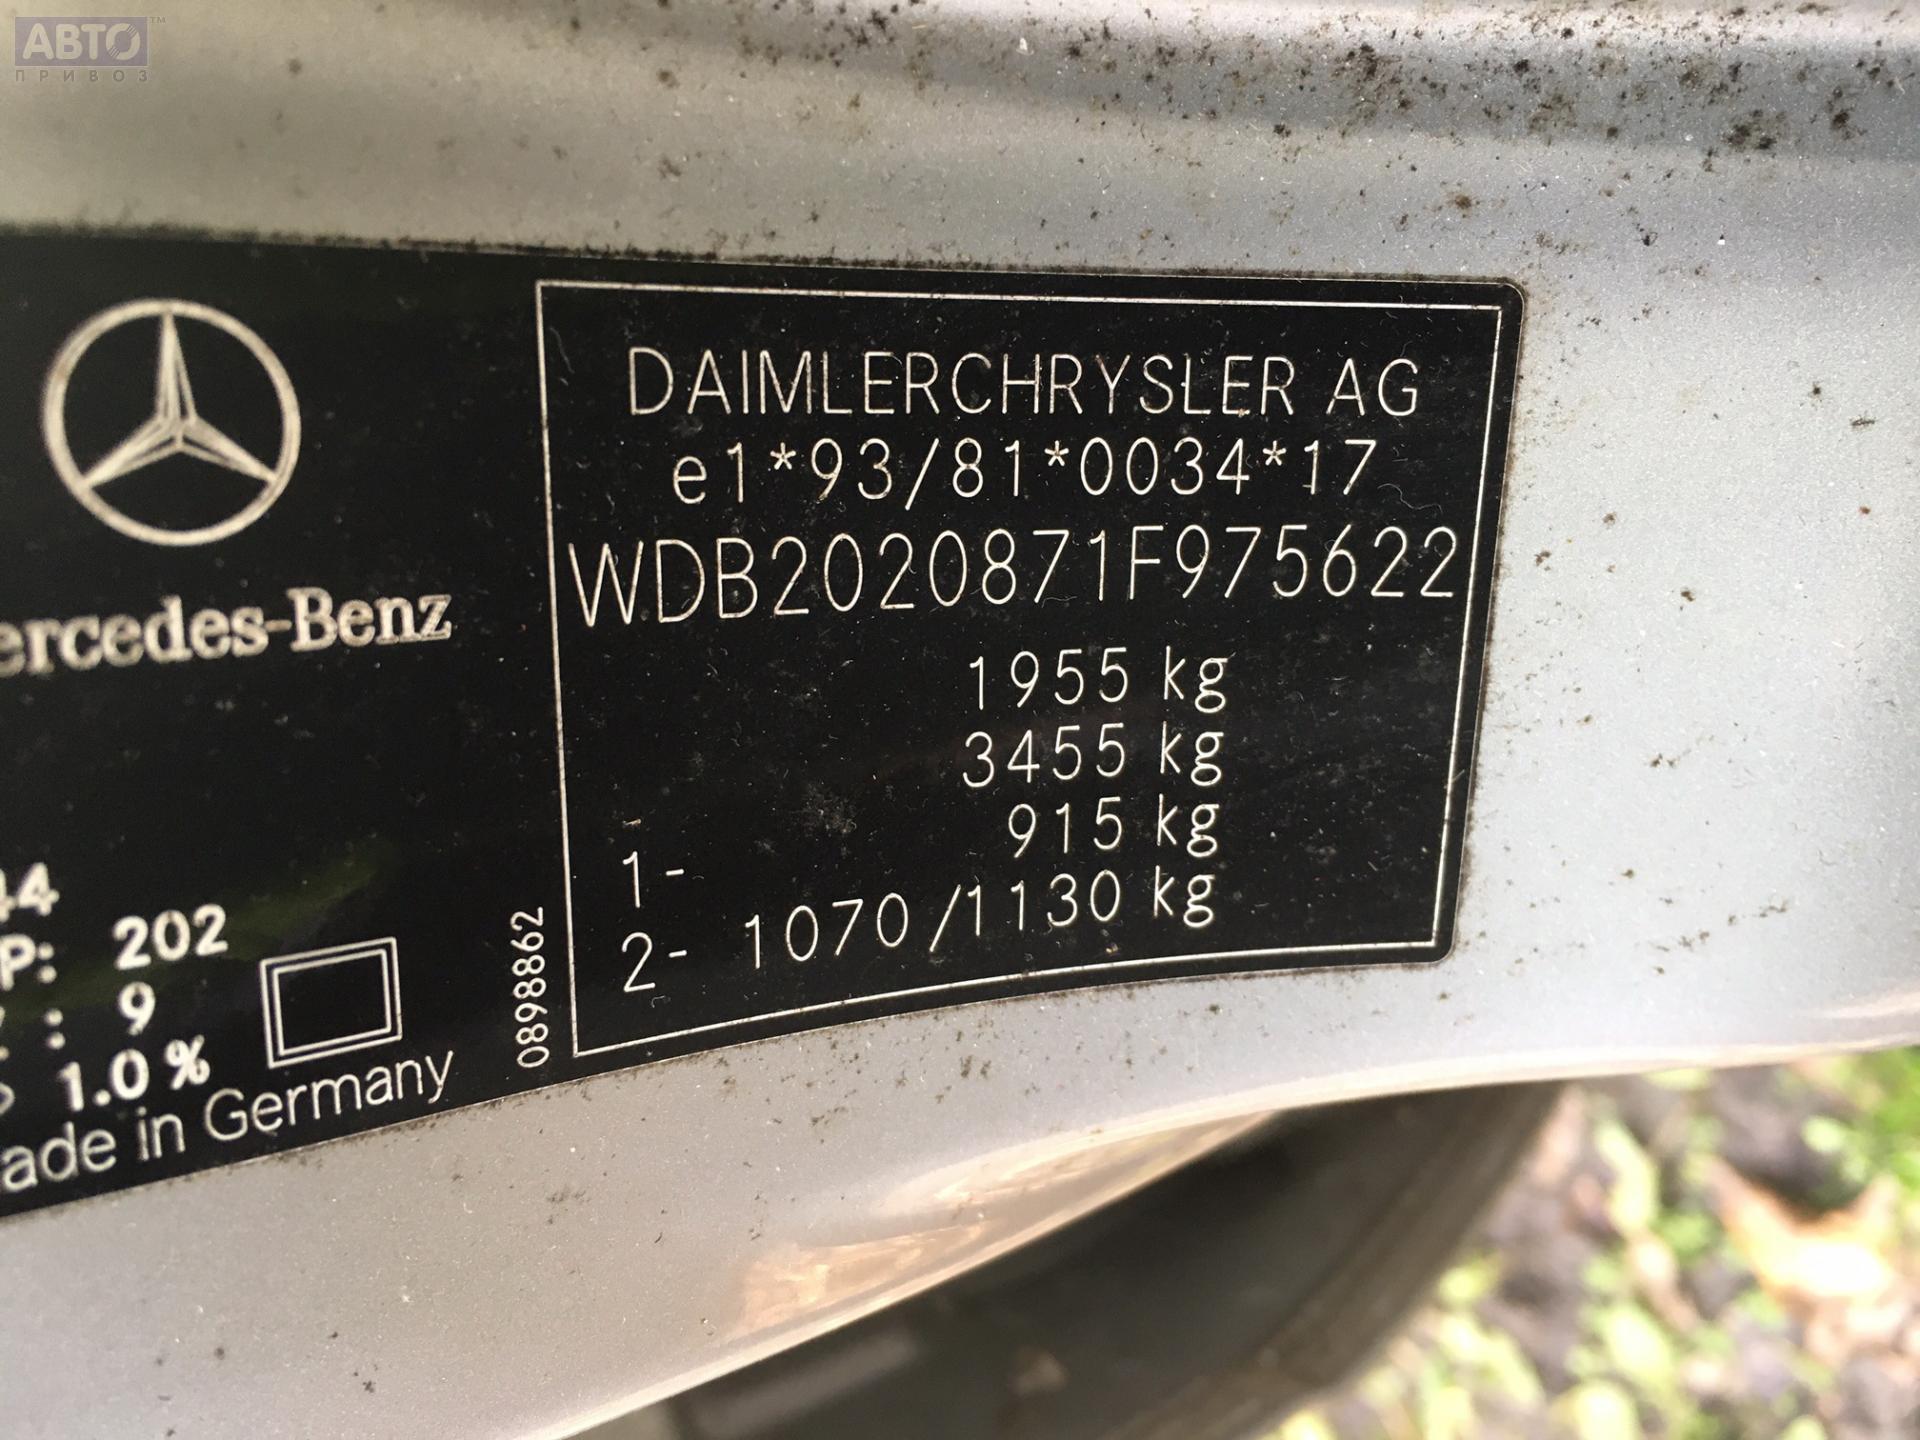 АВТО™
ПРИВОЗ
ercedes-Benz
44
P: 202
: 9
1.0%
ade in Germany
0898862
DAIMLERCHRYSLER AG
e1*93/81*0034*17
WDB2020871F975622
1955 kg
3455 kg
1- 915 kg
2- 1070/1130 kg